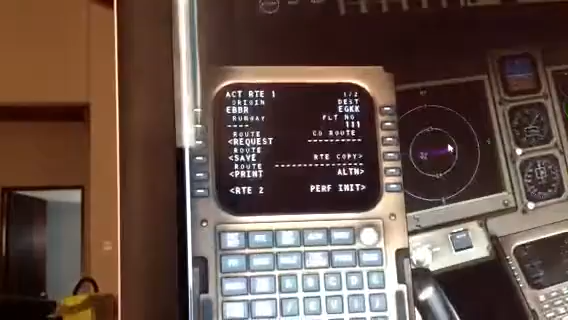 ACT RTE 1 1/2
ORIGIN DEST
EBBR EGKK
RUNWAY FLT NO
---- 111
ROUTE CO ROUTE
<REQUEST ----------
ROUTE
<SAVE RTE COPY>
ROUTE ----------------
<PRINT ALTN>
<RTE 2 PERF INIT>